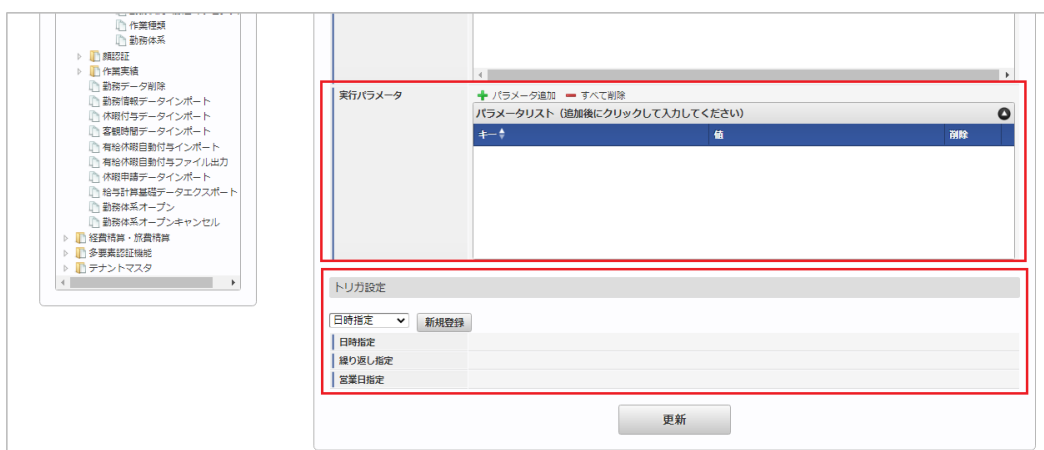 作業種類
勤務体系
顔認証
作業実績
勤務データ削除
勤務情報データインポート
休暇付与データインポート
客観時間データインポート
有給休暇自動付与インポート
有給休暇自動付与ファイル出力
休暇申請データインポート
給与計算基礎データエクスポート
勤務体系オープン
勤務体系オープンキャンセル
経費精算・旅費精算
多要素認証機能
テナントマスタ
実行パラメータ
パラメータ追加 すべて削除
パラメータリスト（追加後にクリックして入力してください）
キー 値 削除
トリガ設定
日時指定 新規登録
日時指定
繰り返し指定
営業日指定
更新